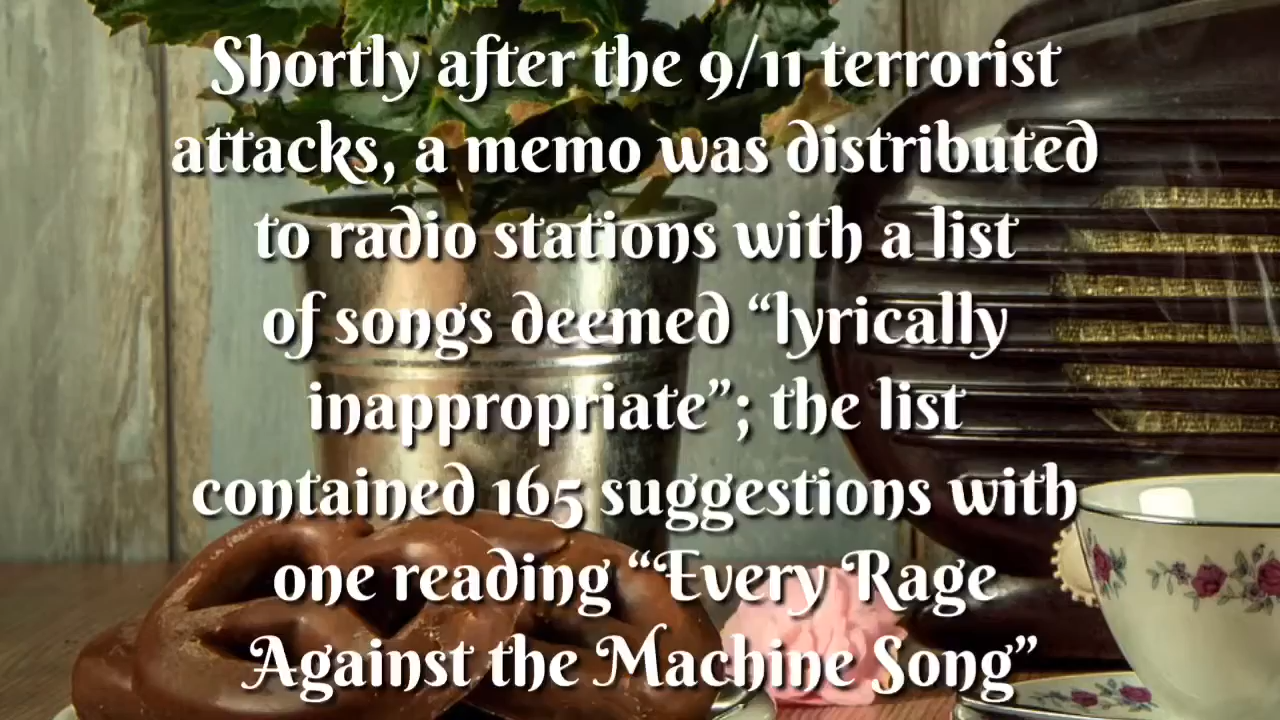 Shortly after the 9/11 terrorist
attacks, a memo was distributed
to radio stations with a list
of songs deemed “lyrically
inappropriate”; the list
contained 165 suggestions with
one reading “Every Rage
Against the Machine Song”